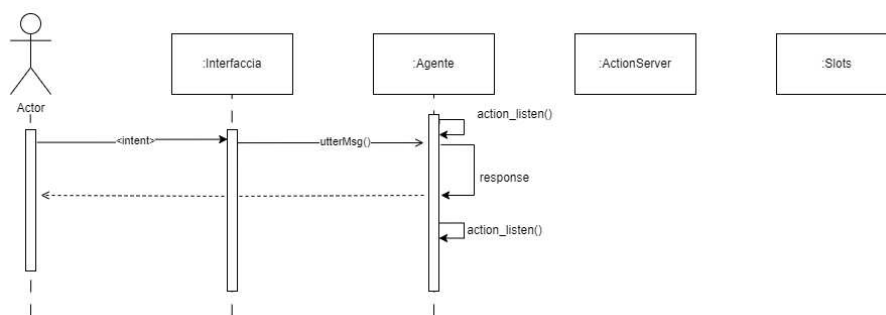 :Interfaccia
:Agente
:ActionServer
:Slots
Actor
action_listen()
<intent>
utterMsg()
response
action_listen()